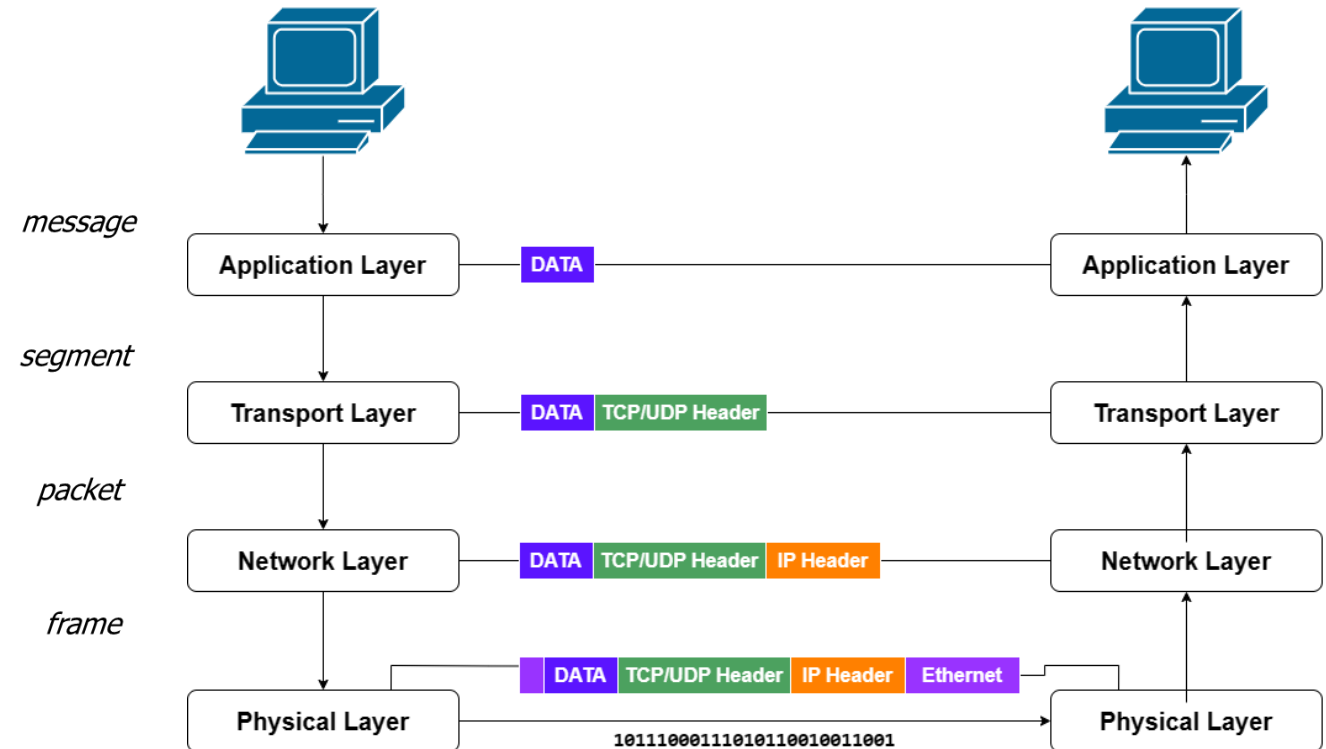 message
Application Layer
DATA
Application Layer
segment
Transport Layer
DATA TCP/UDP Header
Transport Layer
packet
Network Layer
DATA TCP/UDP Header IP Header
Network Layer
frame
DATA TCP/UDP Header IP Header Ethernet
Physical Layer
Physical Layer
1011100011101011001001001